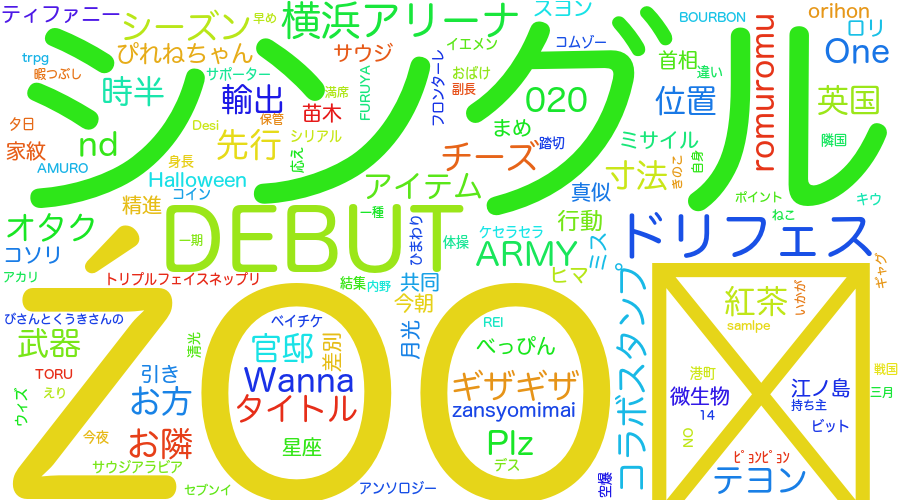 ティファニー
シーズン
早め
横浜アリーナ
スヨン
BOURBON
orihon
ロリ
trpg
暇つぶし
ぴれねちゃん
サポーター
サウジ
イエメン
コムゾー
首相
違い
One
シングル
時半
輸出
保管
満席
苗木
FURUYA
フロンターレ
おばけ
副長
020
位置
romuromu
英国
夕日
家紋
nd
Desi
先行
シリアル
応え
まめ
踏切
ミサイル
隣国
AMURO
身長
Halloween
コイン
チーズ
アイテム
真似
寸法
きのこ
自身
ポイント
キウ
ねこ
精進
オタク
コソリ
DEBUT
一種
一期
ひまわり
体操
ケセラセラ
ARMY
行動
ミス
ヒマ
ドリフェス
ギャグ
アカリ
トリプルフェイスネップリ
結集
内野
共同
今朝
紅茶
いかが
samlpe
ぴさんとくうきさんの
武器
清光
ベイチケ
官邸
差別
月光
REI
べっぴん
コラボスタンプ
TORU
えり
ウィズ
引き
お方
Wanna
タイトル
ギザギザ
zansyomimai
港町
微生物
14
江ノ島
持ち主
戦国
三月
今夜
お隣
星座
Plz
デス
NO
ビット
サウジアラビア
セブンイ
アンソロジー
空爆
ピョンピョン
テヨン